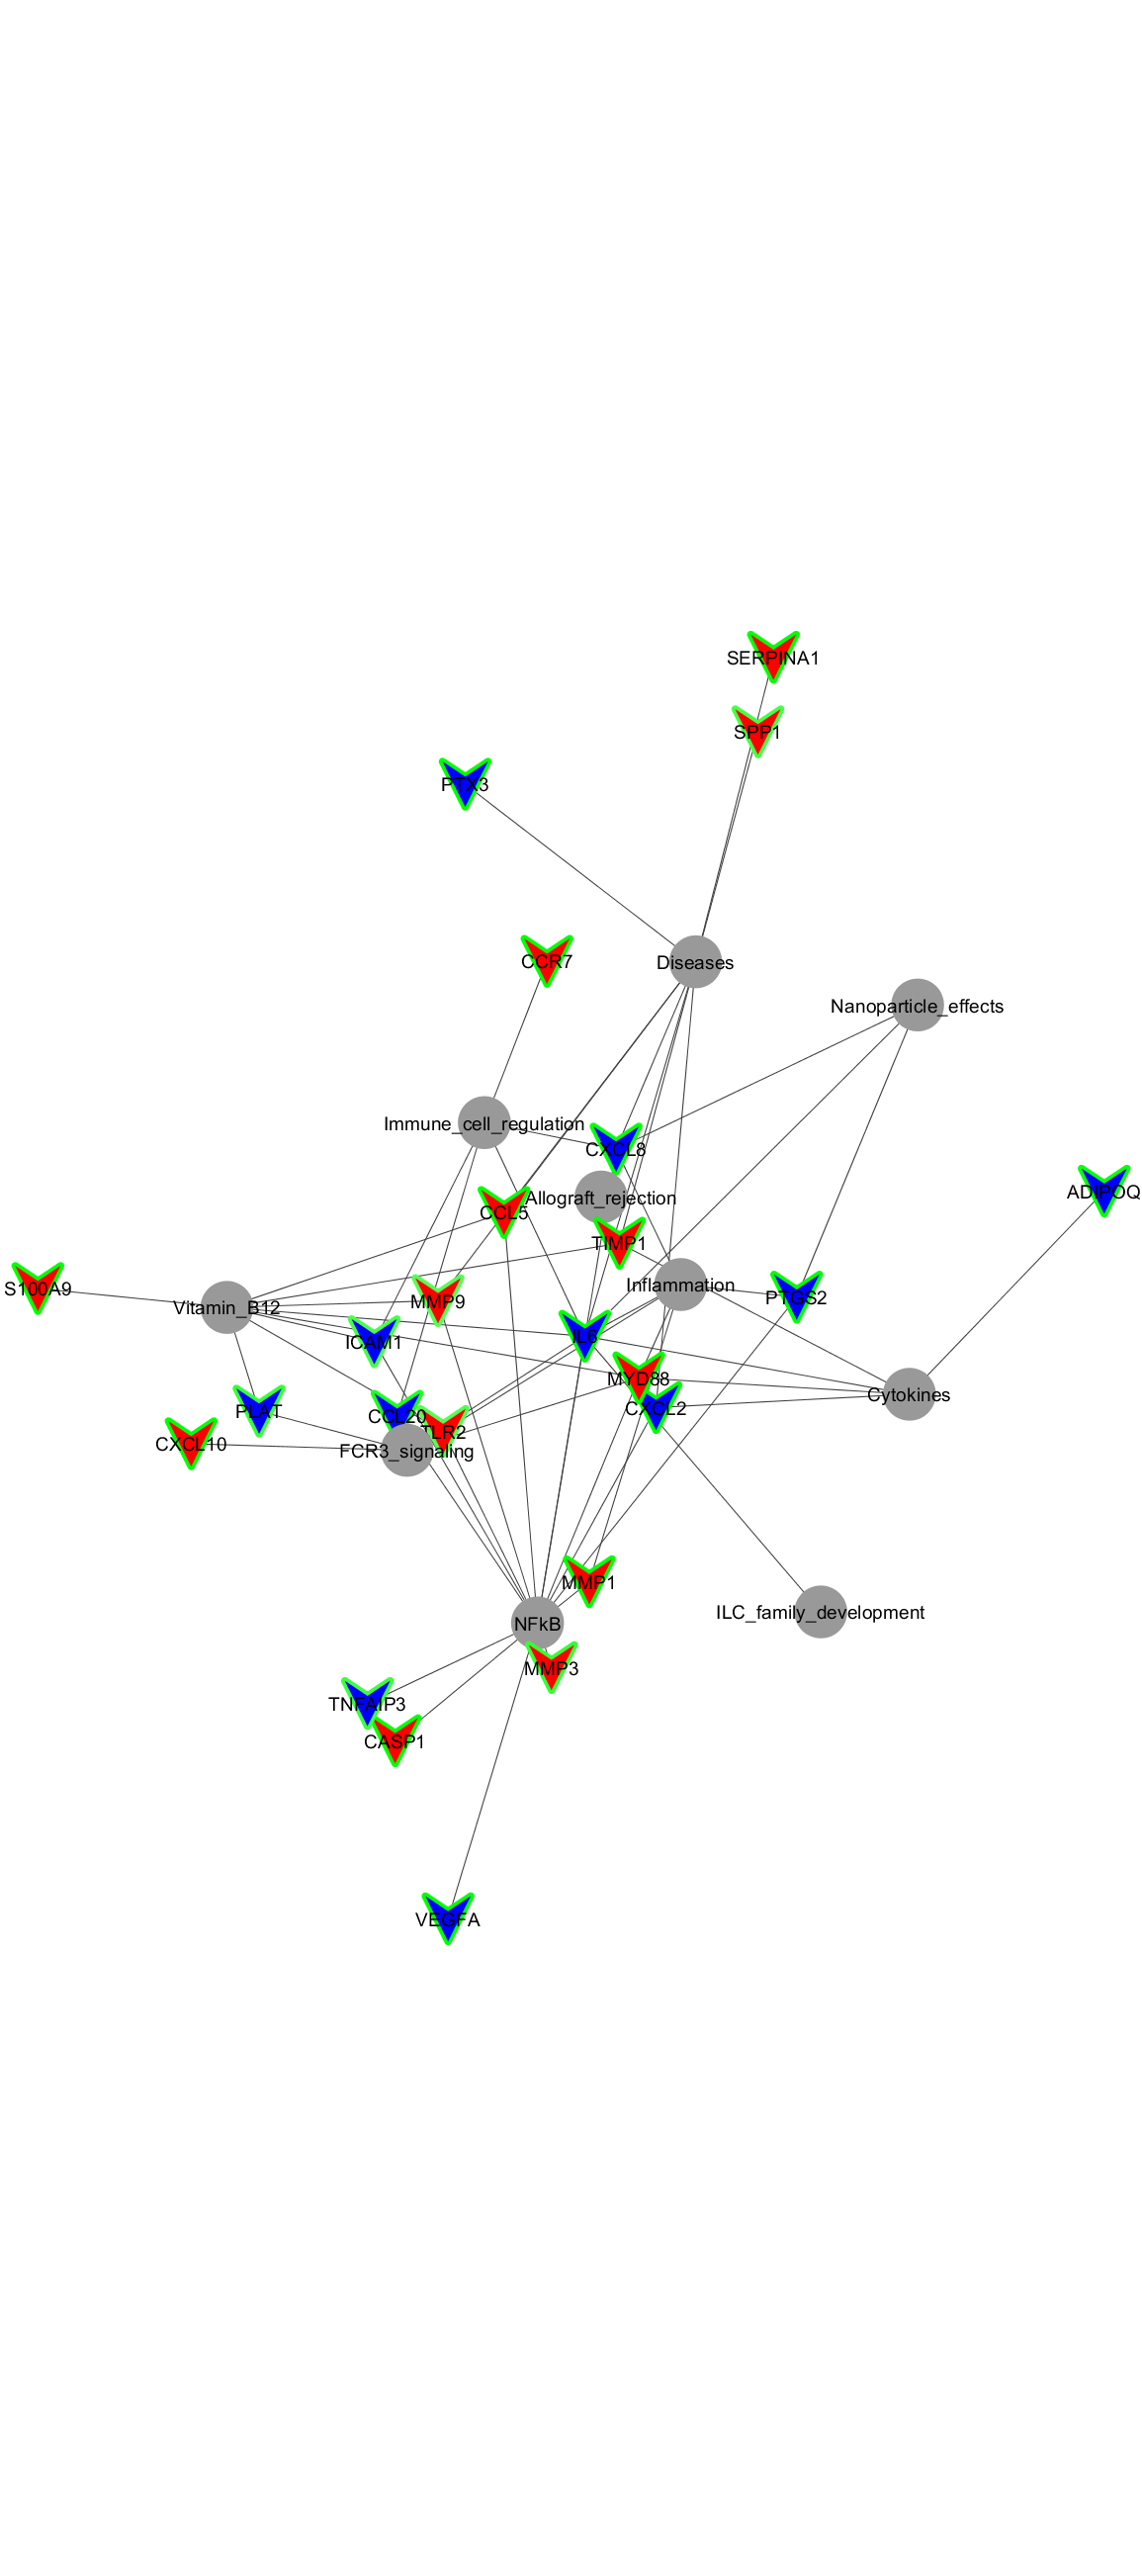 SERPINA1
SPP1
PTX3
CCR7
Diseases
Nanoparticle_effects
Immune_cell_regulation
CXCL8
ADIPOQ
Allograft_rejection
CCL5
TIMP1
Inflammation
S100A9
PTGS2
MMP9
Vitamin_B12
IL6
ICAM1
MYD88
Cytokines
CXCL2
PLAT
CCL20
TLR2
CXCL10
FCR3_signaling
MMP1
ILC_family_development
NFkB
MMP3
TNFAIP3
CASP1
VEGFA